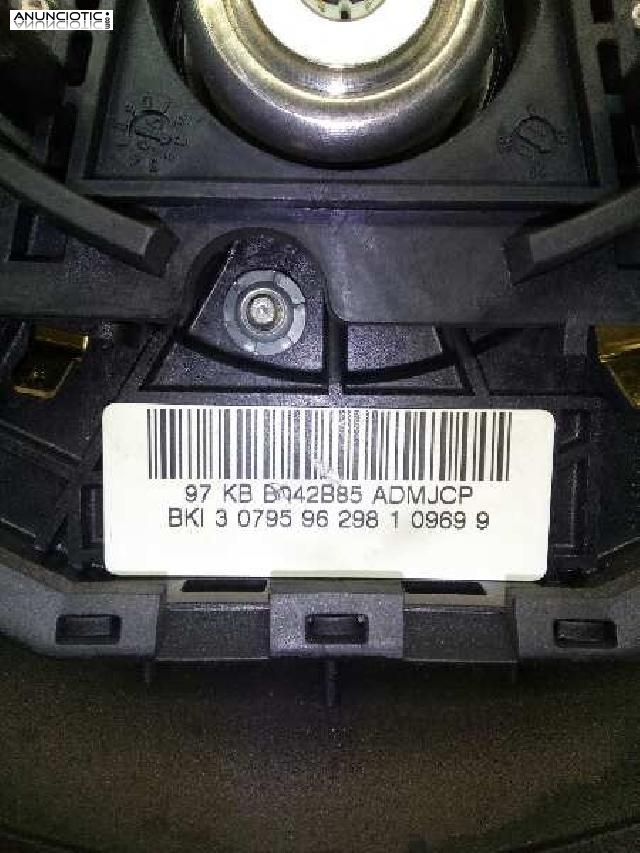 ANUNCIOTIC
97 KB B042B85 ADMJCP
BKI 3 0795 96 298 1 0969 9